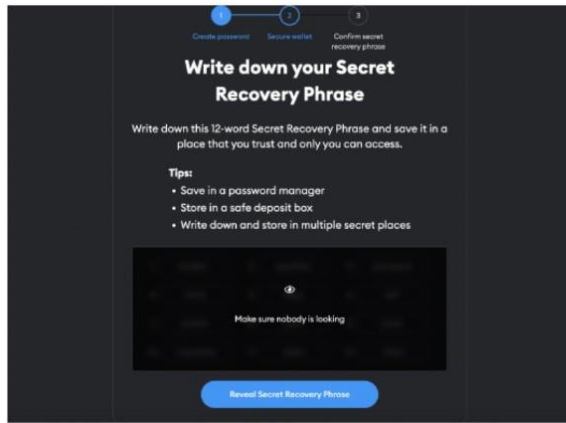 1 2 3
Create password Secure wallet Confirm secret
recovery phrase
Write down your Secret
Recovery Phrase
Write down this 12-word Secret Recovery Phrase and save it in a
place that you trust and only you can access.
Tips:
• Save in a password manager
• Store in a safe deposit box
• Write down and store in multiple secret places
Make sure nobody is looking
Reveal Secret Recovery Phrase